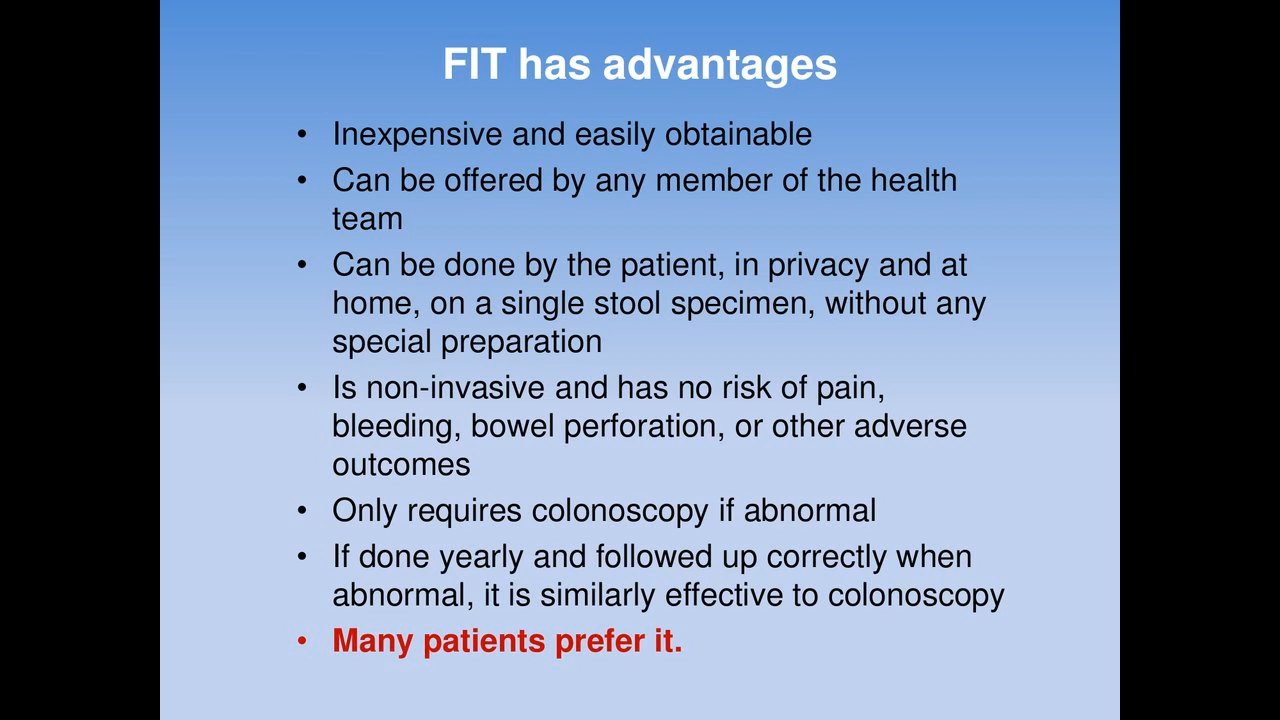 FIT has advantages
• Inexpensive and easily obtainable
• Can be offered by any member of the health
team
• Can be done by the patient, in privacy and at
home, on a single stool specimen, without any
special preparation
• Is non-invasive and has no risk of pain,
bleeding, bowel perforation, or other adverse
outcomes
• Only requires colonoscopy if abnormal
• If done yearly and followed up correctly when
abnormal, it is similarly effective to colonoscopy
• Many patients prefer it.